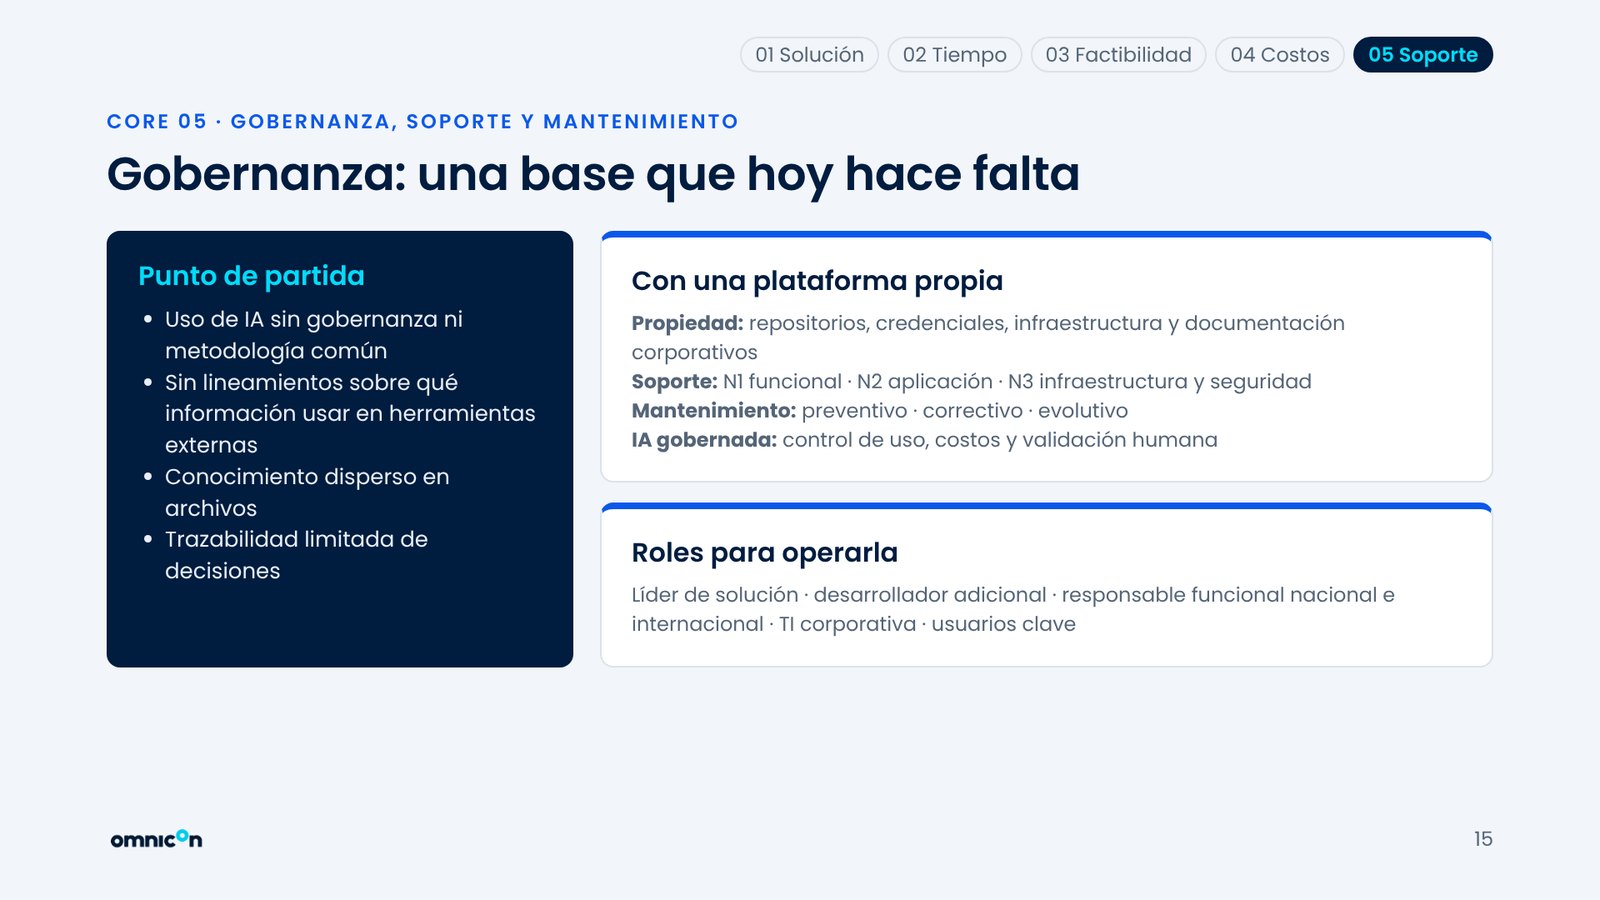 01 Solución
02 Tiempo
03 Factibilidad
04 Costos
05 Soporte
CORE 05 · GOBERNANZA, SOPORTE Y MANTENIMIENTO
Gobernanza: una base que hoy hace falta
Punto de partida
• Uso de IA sin gobernanza ni
metodología común
• Sin lineamientos sobre qué
información usar en herramientas
externas
• Conocimiento disperso en
archivos
• Trazabilidad limitada de
decisiones
Con una plataforma propia
Propiedad: repositorios, credenciales, infraestructura y documentación
corporativos
Soporte: N1 funcional · N2 aplicación · N3 infraestructura y seguridad
Mantenimiento: preventivo · correctivo · evolutivo
IA gobernada: control de uso, costos y validación humana
Roles para operarla
Líder de solución · desarrollador adicional · responsable funcional nacional e
internacional · TI corporativa · usuarios clave
omnicon
15